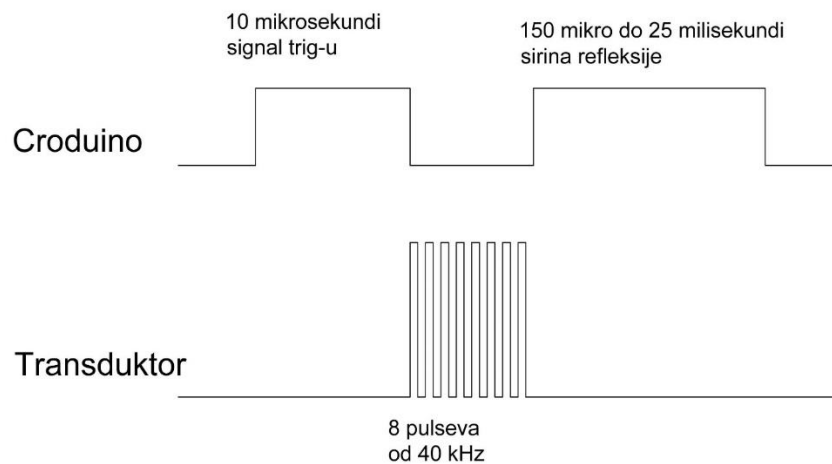 10 mikrosekundi
signal trig-u
150 mikro do 25 milisekundi
sirina refleksije
Croduino
Transduktor
8 pulseva
od 40 kHz